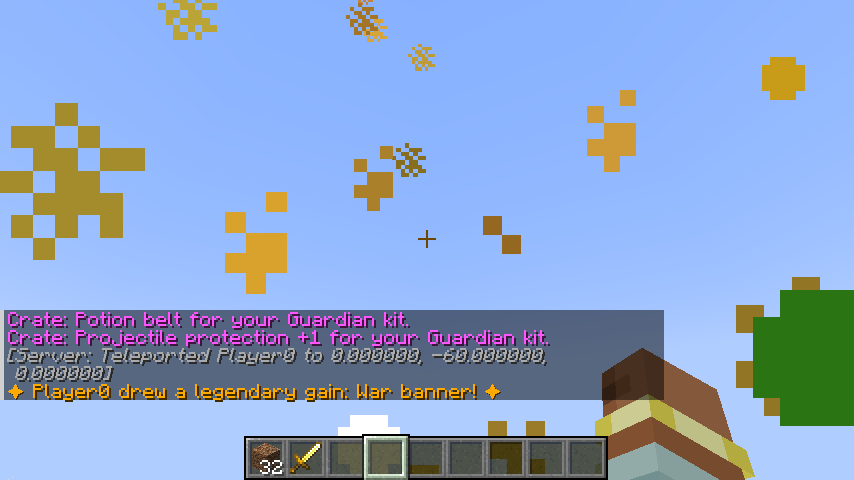 Crate: Potion belt for your Guardian kit.
Crate: Projectile protection +1 for your Guardian kit.
[Server: Teleported Player0 to 0.000000, -60.000000,
0.000000]
✦ Player0 drew a legendary gain: War banner! ✦
32